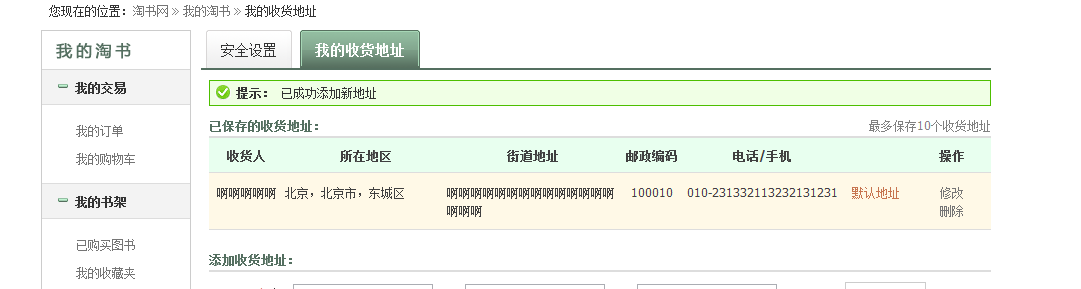 您现在的位置：淘书网 » 我的淘书 » 我的收货地址
我的淘书
安全设置
我的收货地址
我的交易
我的订单
我的购物车
我的书架
已购买图书
我的收藏夹
提示： 已成功添加新地址
已保存的收货地址：
最多保存10个收货地址
收货人 所在地区 街道地址 邮政编码 电话/手机 操作
啊啊啊啊啊 北京，北京市，东城区 啊啊啊啊啊啊啊啊啊啊啊啊啊啊 100010 010-231332113232131231 默认地址 修改
啊啊啊 删除
添加收货地址：